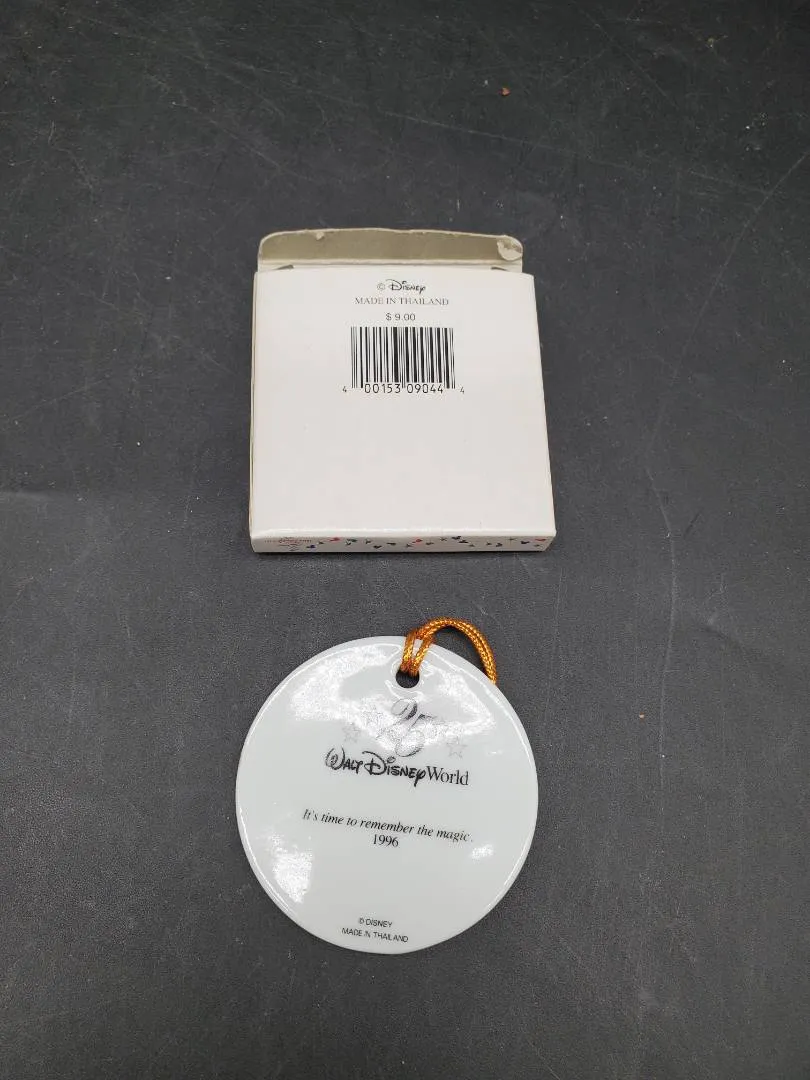 © Disney
MADE IN THAILAND
$ 9.00
4 00153 09044 4
25
WALT DISNEY World
It's time to remember the magic.
1996
© DISNEY
MADE IN THAILAND